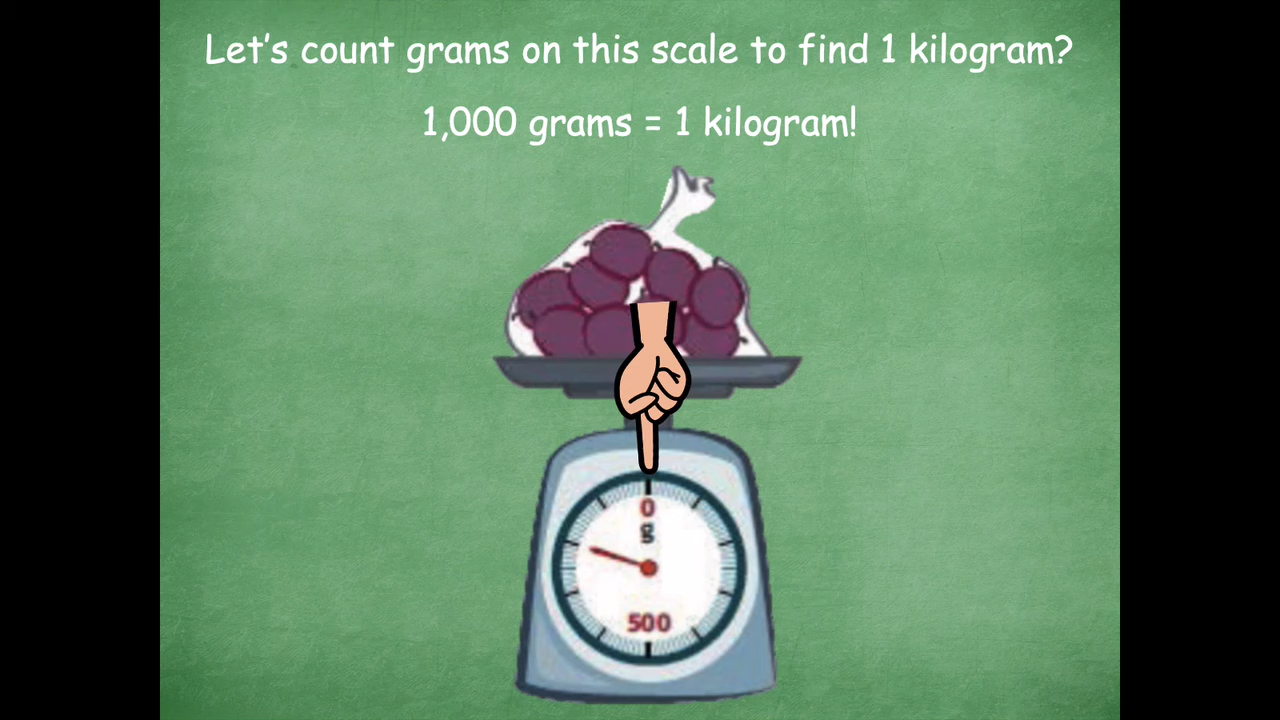 Let's count grams on this scale to find 1 kilogram?
1,000 grams = 1 kilogram!
0
g
500